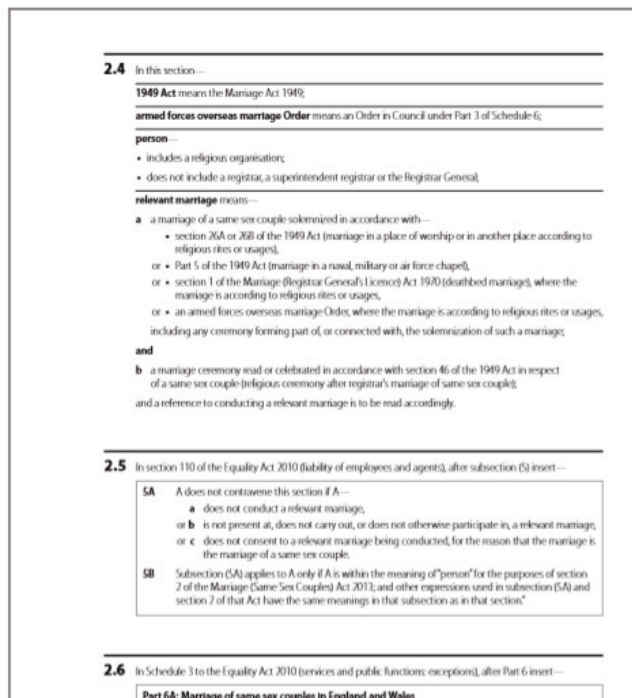 2.4 In this section—
1949 Act means the Marriage Act 1949;
armed forces overseas marriage Order means an Order in Council under Part 3 of Schedule 6;
person—
• includes a religious organisation;
• does not include a registrar, a superintendent registrar or the Registrar General;
relevant marriage means—
a a marriage of a same sex couple solemnized in accordance with—
• section 26A or 26B of the 1949 Act (marriage in a place of worship or in another place according to
religious rites or usages),
or • Part 5 of the 1949 Act (marriage in a naval, military or air force chapel),
or • section 1 of the Marriage (Registrar General's Licence) Act 1970 (deathbed marriage), where the
marriage is according to religious rites or usages,
or • an armed forces overseas marriage Order, where the marriage is according to religious rites or usages,
including any ceremony forming part of, or connected with, the solemnization of such a marriage;
and
b a marriage ceremony read or celebrated in accordance with section 46 of the 1949 Act in respect
of a same sex couple (religious ceremony after registrar's marriage of same sex couple);
and a reference to conducting a relevant marriage is to be read accordingly.
2.5 In section 110 of the Equality Act 2010 (liability of employees and agents), after subsection (5) insert—
5A A does not contravene this section if A—
a does not conduct a relevant marriage,
or b is not present at, does not carry out, or does not otherwise participate in, a relevant marriage,
or c does not consent to a relevant marriage being conducted, for the reason that the marriage is
the marriage of a same sex couple.
5B Subsection (5A) applies to A only if A is within the meaning of "person" for the purposes of section
2 of the Marriage (Same Sex Couples) Act 2013; and other expressions used in subsection (5A) and
section 2 of that Act have the same meanings in that subsection as in that section."
2.6 In Schedule 3 to the Equality Act 2010 (services and public functions: exceptions), after Part 6 insert—
Part 6A: Marriage of same sex couples in England and Wales